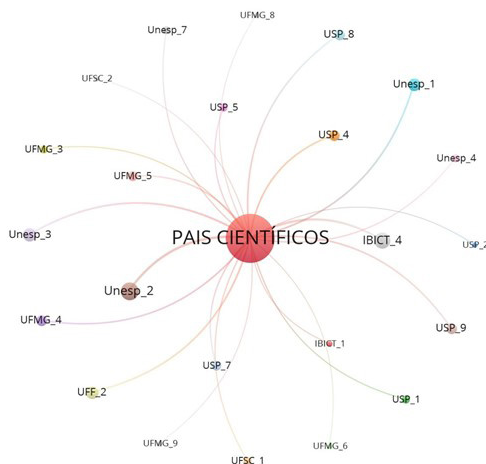 UFMG_8
Unesp_7
USP_8
UFSC_2
Unesp_1
USP_5
USP_4
UFMG_3
Unesp_4
UFMG_5
Unesp_3
PAIS CIENTÍFICOS
IBICT_4
USP_2
Unesp_2
UFMG_4
USP_9
IBICT_1
USP_7
UFF_2
USP_1
UFMG_9
UFMG_6
UFSC_1